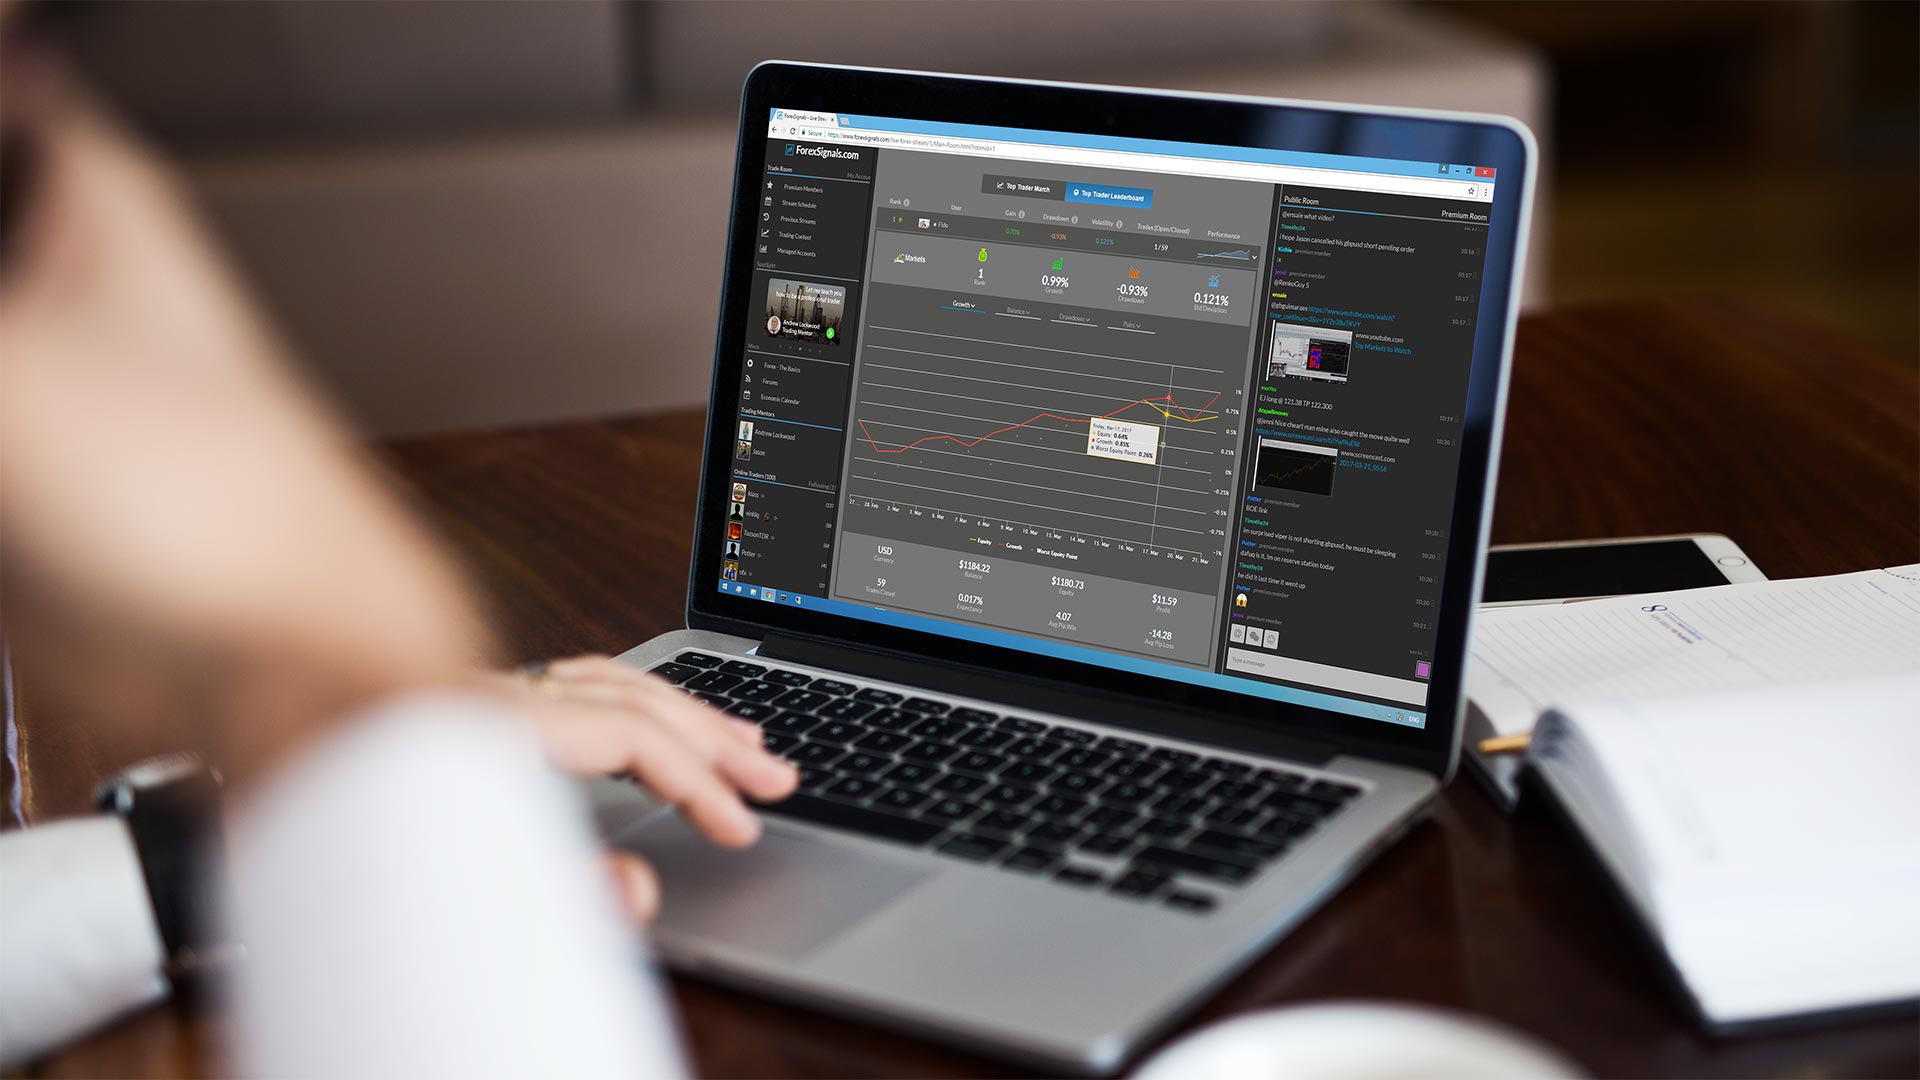 ForexSignals - Live Stre
Secure
https://www.forexsignals.com/live-forex-stream/1/Main-Room.html?roomid=1
ForexSignals.com
Trade Room
My Accou
Premium Members
Stream Schedule
Previous Streams
Trading Contest
Managed Accounts
Spotlight
Let me teach you
how to be a professional trader.
Andrew Lockwood
Trading Mentor
More
Forex - The Basics
Forums
Economic Calendar
Trading Mentors
Andrew Lockwood
Jason
Online Traders (100)
Following (1
klass
vinhlq
TucsonTDR
Potter
Top Trader March
Top Trader Leaderboard
Rank
User
Gain
Drawdown
Volatility
Trades (Open/Closed)
Performance
1
Fido
0.70%
-0.93%
0.121%
1/59
Markets
1
Rank
0.99%
Growth
-0.93%
Drawdown
0.121%
Std Deviation
Growth
Balance
Drawdown
Pairs
1%
0.75%
0.5%
0.25%
0%
-0.25%
-0.5%
-0.75%
-1%
Friday, Mar 17, 2017
Equity: 0.64%
Growth: 0.85%
Worst Equity Point: 0.26%
22. 28. Feb 2. Mar 3. Mar 6. Mar 7. Mar 8. Mar 9. Mar 10. Mar 13. Mar 14. Mar 15. Mar 16. Mar 17. Mar 20. Mar 21. Mar
Equity
Growth
Worst Equity Point
USD
Currency
$1184.22
Balance
$1180.73
Equity
$11.59
Profit
59
Trades Closed
0.017%
Expectancy
4.07
Avg Pip Win
-14.28
Avg Pip Loss
Public Room
Premium Room
@ensale what video?
Timothy24
i hope Jason cancelled his gbpusd short pending order
10:16
Kichie premium member
:x
10:17
jenni premium member
@RenkoGuy 5
10:17
ensale
@gbguimaraes https://www.youtube.com/watch?
10:17
www.youtube.com
Top Markets to Watch
morfes
EJ long @ 121.38 TP 122.300
10:19
Atspellmoney
@jenni Nice cheart man mine also caught the move quite well
10:20
www.screencast.com
2017-03-21_0516
Potter premium member
BOE link
10:20
Timothy24
im surprised viper is not shorting gbpusd, he must be sleeping
10:20
Potter premium member
dafuq is it, Im on reserve station today
10:20
Timothy24
he did it last time it went up
10:20
Potter premium member
10:21
jenni premium member
Type a message
ENG
8